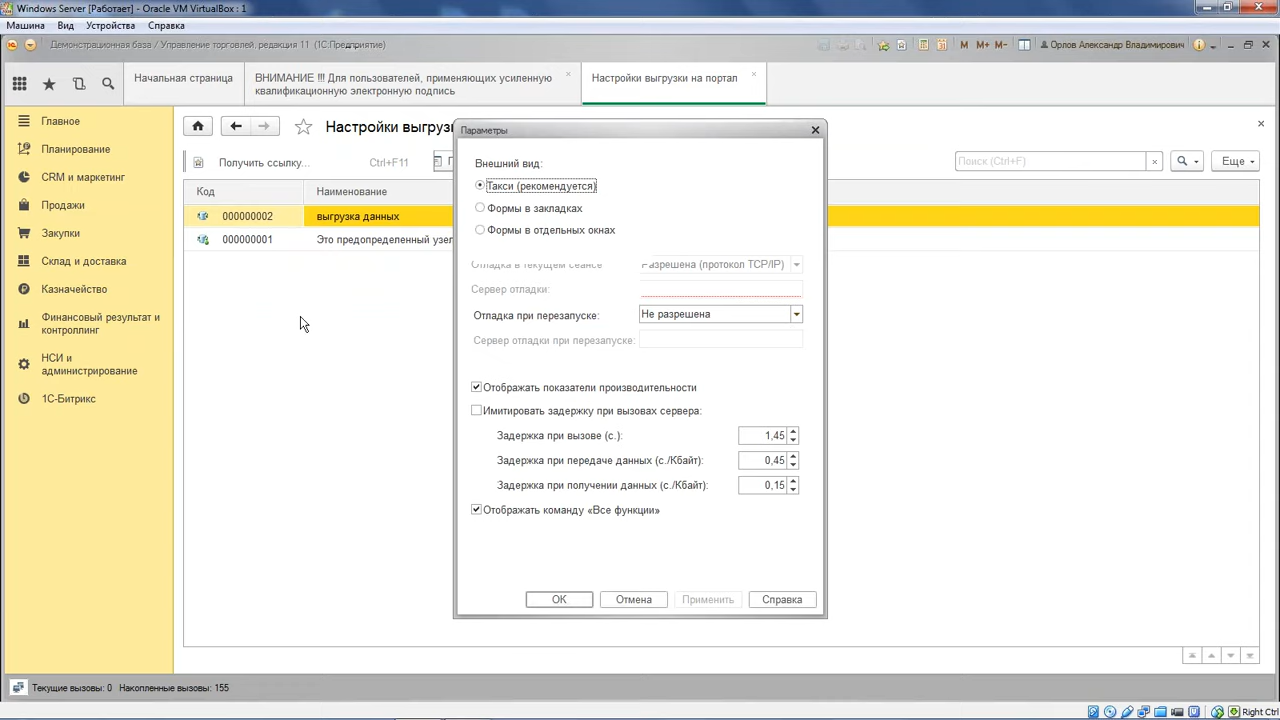 Windows Server [Работает] - Oracle VM VirtualBox : 1
Машина Вид Устройства Справка
Демонстрационная база / Управление торговлей, редакция 11 (1С:Предприятие)
M M+ M- Орлов Александр Владимирович
Начальная страница
ВНИМАНИЕ !!! Для пользователей, применяющих усиленную
квалификационную электронную подпись
Настройки выгрузки на портал
Главное
Планирование
CRM и маркетинг
Продажи
Закупки
Склад и доставка
Казначейство
Финансовый результат и
контроллинг
НСИ и
администрирование
1С-Битрикс
Настройки выгруз
Получить ссылку... Ctrl+F11
Поиск (Ctrl+F) Еще
Код Наименование
000000002 выгрузка данных
000000001 Это предопределенный узел
Параметры
Внешний вид:
Такси (рекомендуется)
Формы в закладках
Формы в отдельных окнах
Отладка в текущем сеансе Разрешена (протокол TCP/IP)
Сервер отладки:
Отладка при перезапуске: Не разрешена
Сервер отладки при перезапуске:
Отображать показатели производительности
Имитировать задержку при вызовах сервера:
Задержка при вызове (с.): 1,45
Задержка при передаче данных (с./Кбайт): 0,45
Задержка при получении данных (с./Кбайт): 0,15
Отображать команду «Все функции»
ОК Отмена Применить Справка
Текущие вызовы: 0 Накопленные вызовы: 155
Right Ctrl